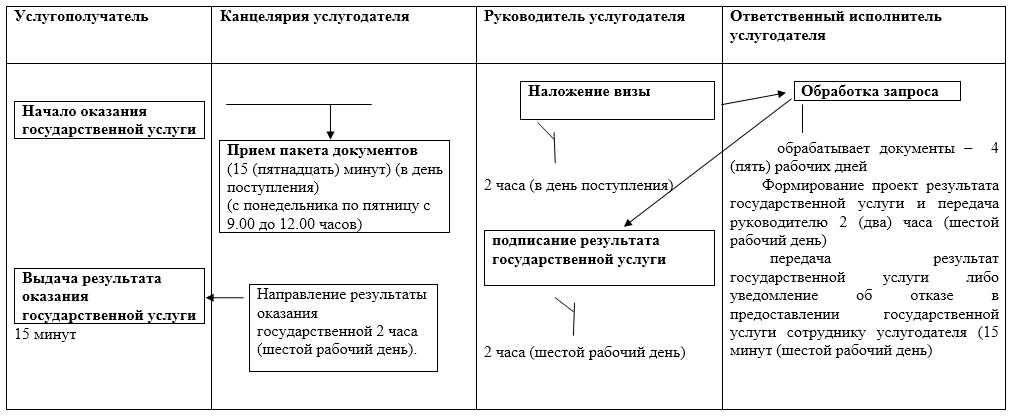 Услугополучатель
Канцелярия услугодателя
Руководитель услугодателя
Ответственный исполнитель
услугодателя
Начало оказания
государственной услуги
Выдача результата
оказания
государственной услуги
15 минут
Прием пакета документов
(15 (пятнадцать) минут) (в день
поступления)
(с понедельника по пятницу с
9.00 до 12.00 часов)
Направление результаты
оказания
государственной 2 часа
(шестой рабочий день).
Наложение визы
2 часа (в день поступления)
подписание результата
государственной услуги
2 часа (шестой рабочий день)
Обработка запроса
обрабатывает документы – 4
(пять) рабочих дней
Формирование проект результата
государственной услуги и передача
руководителю 2 (два) часа (шестой
рабочий день)
передача результат
государственной услуги либо
уведомление об отказе в
предоставлении государственной
услуги сотруднику услугодателя (15
минут (шестой рабочий день)